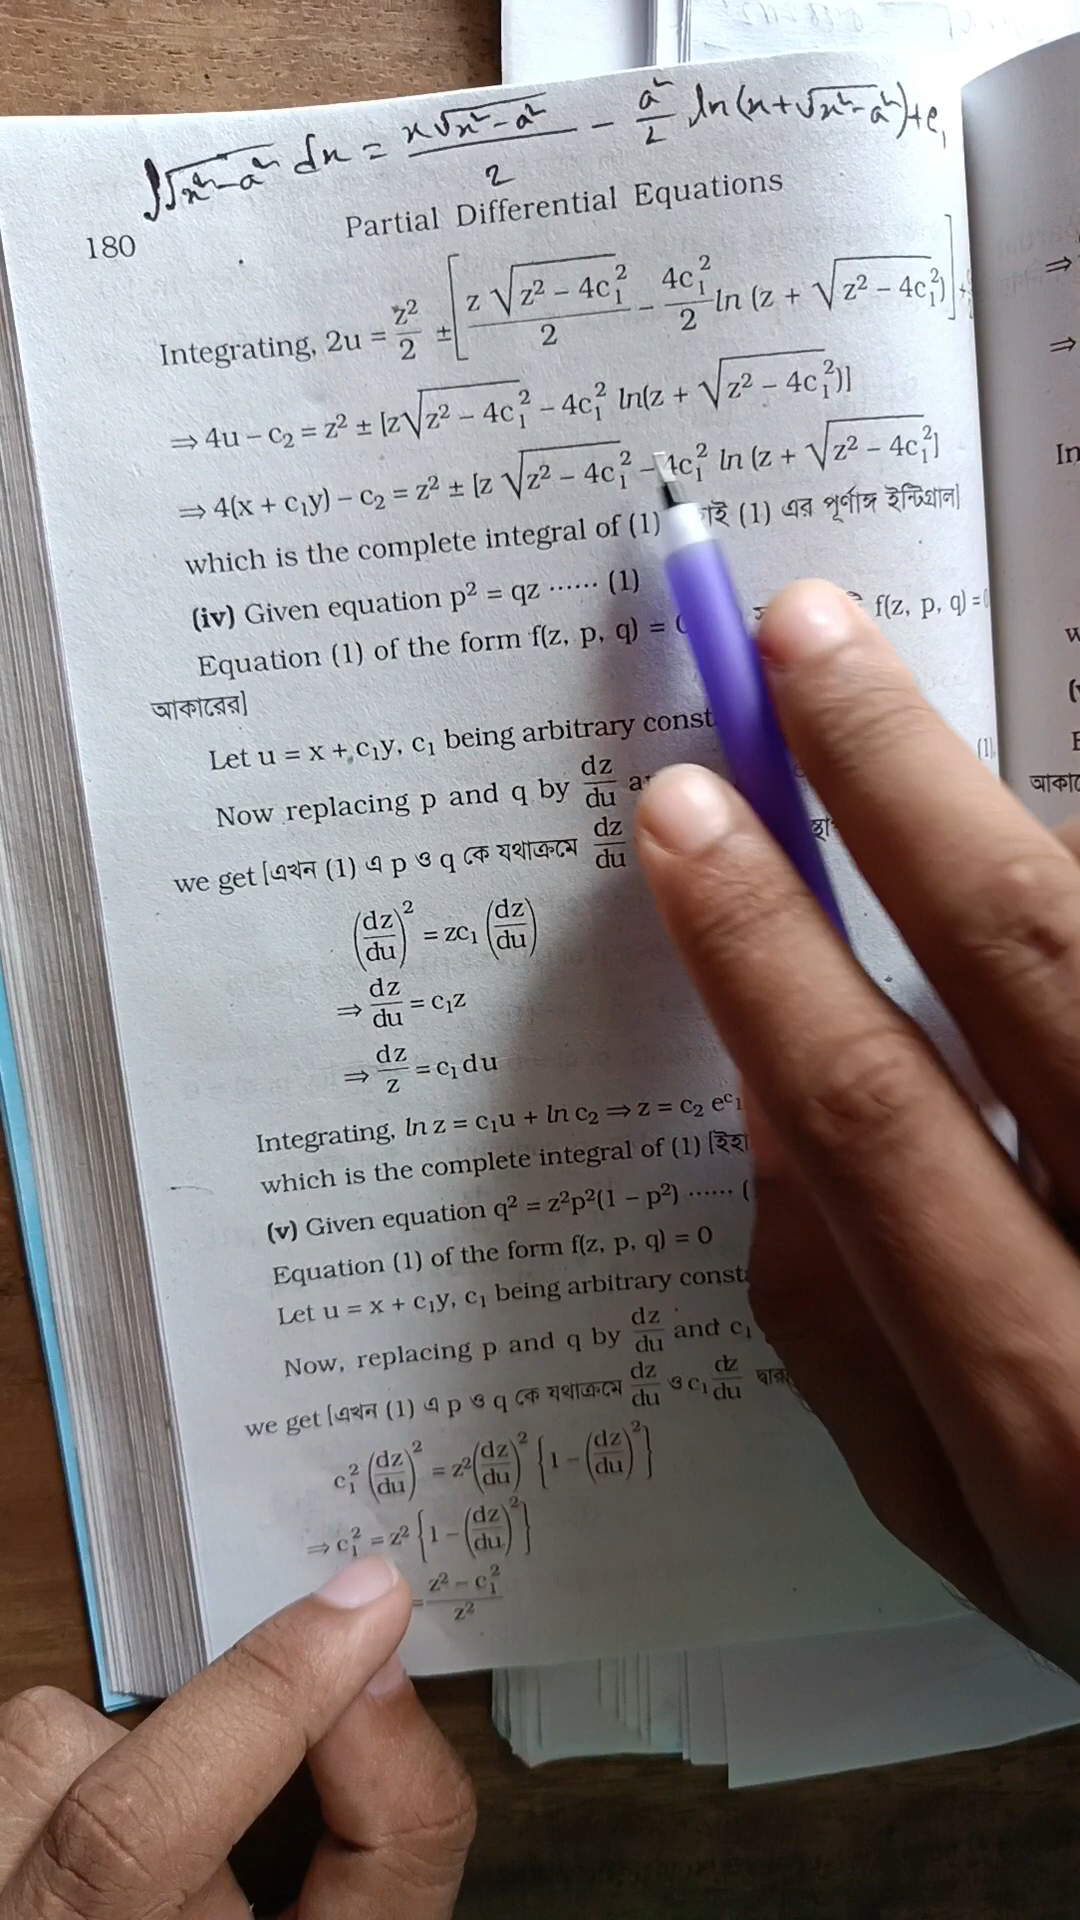 ∫√(x² − a²) dx = x√(x² − a²)/2 − a²/2 ln(x + √(x² − a²)) + c₁
180 Partial Differential Equations
Integrating, 2u = z²/2 ± [z √(z² − 4c₁²)/2 − 4c₁²/2 ln (z + √(z² − 4c₁²))] +
⇒ 4u − c₂ = z² ± [z√(z² − 4c₁²) − 4c₁² ln(z + √(z² − 4c₁²))]
⇒ 4(x + c₁y) − c₂ = z² ± [z √(z² − 4c₁²) − 4c₁² ln (z + √(z² − 4c₁²]
which is the complete integral of (1) (1) এর পূর্ণাঙ্গ ইন্টিগ্রাল]
(iv) Given equation p² = qz ...... (1)
Equation (1) of the form f(z, p, q) = f(z, p, q) =
আকারের]
Let u = x + c₁y, c₁ being arbitrary
Now replacing p and q by dz/du (1),
we get [এখন (1) এ p ও q কে যথাক্রমে dz/du
(dz/du)² = zc₁ (dz/du)
⇒ dz/du = c₁z
⇒ dz/z = c₁ du
Integrating, ln z = c₁u + ln c₂ ⇒ z = c₂ e^c₁
which is the complete integral of (1)
(v) Given equation q² = z²p²(1 − p²) ...... (
Equation (1) of the form f(z, p, q) = 0
Let u = x + c₁y, c₁ being arbitrary
Now, replacing p and q by dz/du and c₁
we get [এখন (1) এ p ও q কে যথাক্রমে dz/du ও c₁ dz/du
c₁² (dz/du)² = z² (dz/du)² {1 − (dz/du)²}
⇒ c₁² = z² {1 − (dz/du)²}
= (z² − c₁²)/z²
⇒
⇒
In